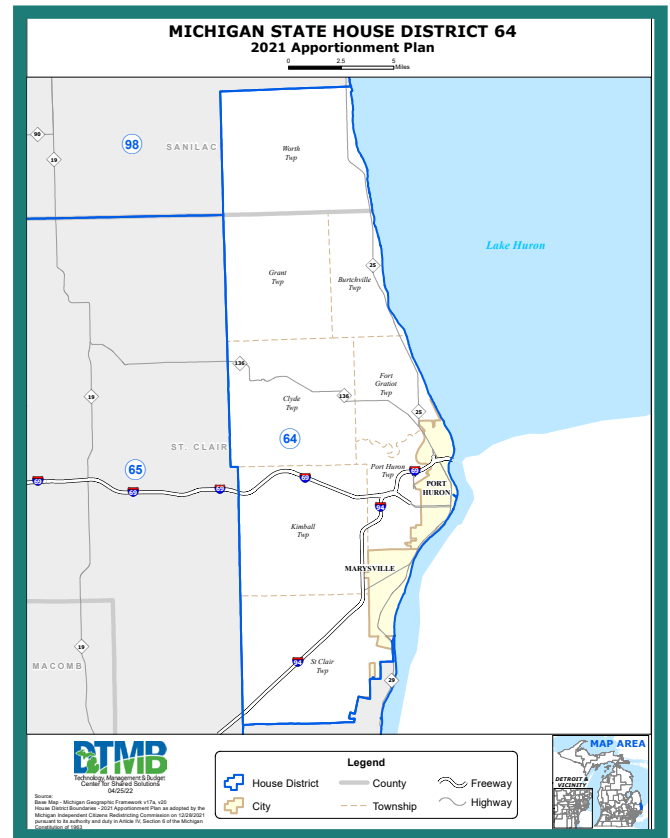 MICHIGAN STATE HOUSE DISTRICT 64
2021 Apportionment Plan
0 2.5 5
Miles
98
SANILAC
90
19
Worth
Twp
Lake Huron
25
Grant
Twp
Burtchville
Twp
136
136
19
Clyde
Twp
Fort
Gratiot
Twp
25
64
ST. CLAIR
65
Port Huron
Twp
69
69
69
69
69
94
PORT
HURON
Kimball
Twp
MARYSVILLE
19
MACOMB
94
St Clair
Twp
29
DTMB
Technology, Management & Budget
Center for Shared Solutions
04/25/22
Source:
Base Map - Michigan Geographic Framework v17a, v20
House District Boundaries - 2021 Apportionment Plan as adopted by the
Michigan Independent Citizens Redistricting Commission on 12/28/2021
pursuant to its authority and duty in Article IV, Section 6 of the Michigan
Constitution of 1963
Legend
House District
County
Freeway
City
Township
Highway
MAP AREA
DETROIT &
VICINITY